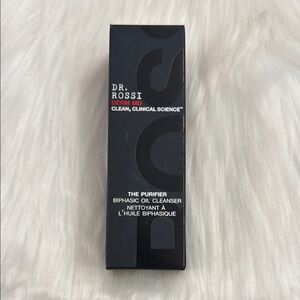 DR.
ROSSI
DERM MD
CLEAN, CLINICAL SCIENCE™
THE PURIFIER
BIPHASIC OIL CLEANSER
NETTOYANT À
L'HUILE BIPHASIQUE